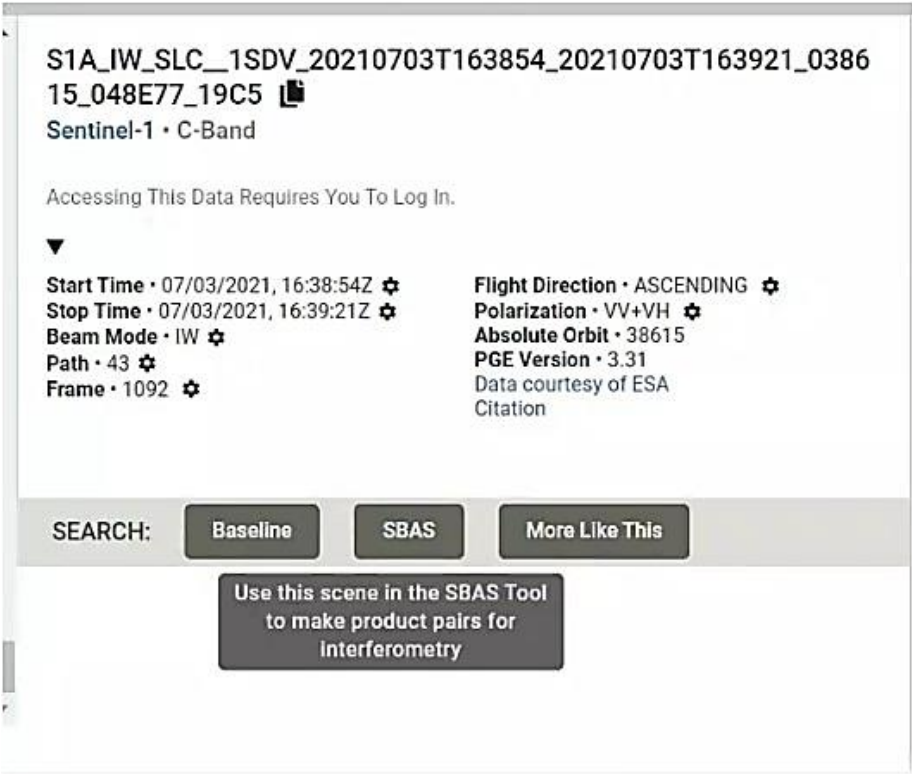 S1A_IW_SLC__1SDV_20210703T163854_20210703T163921_0386
15_048E77_19C5
Sentinel-1 • C-Band
Accessing This Data Requires You To Log In.
Start Time • 07/03/2021, 16:38:54Z
Stop Time • 07/03/2021, 16:39:21Z
Beam Mode • IW
Path • 43
Frame • 1092
Flight Direction • ASCENDING
Polarization • VV+VH
Absolute Orbit • 38615
PGE Version • 3.31
Data courtesy of ESA
Citation
SEARCH:
Baseline
SBAS
More Like This
Use this scene in the SBAS Tool
to make product pairs for
interferometry